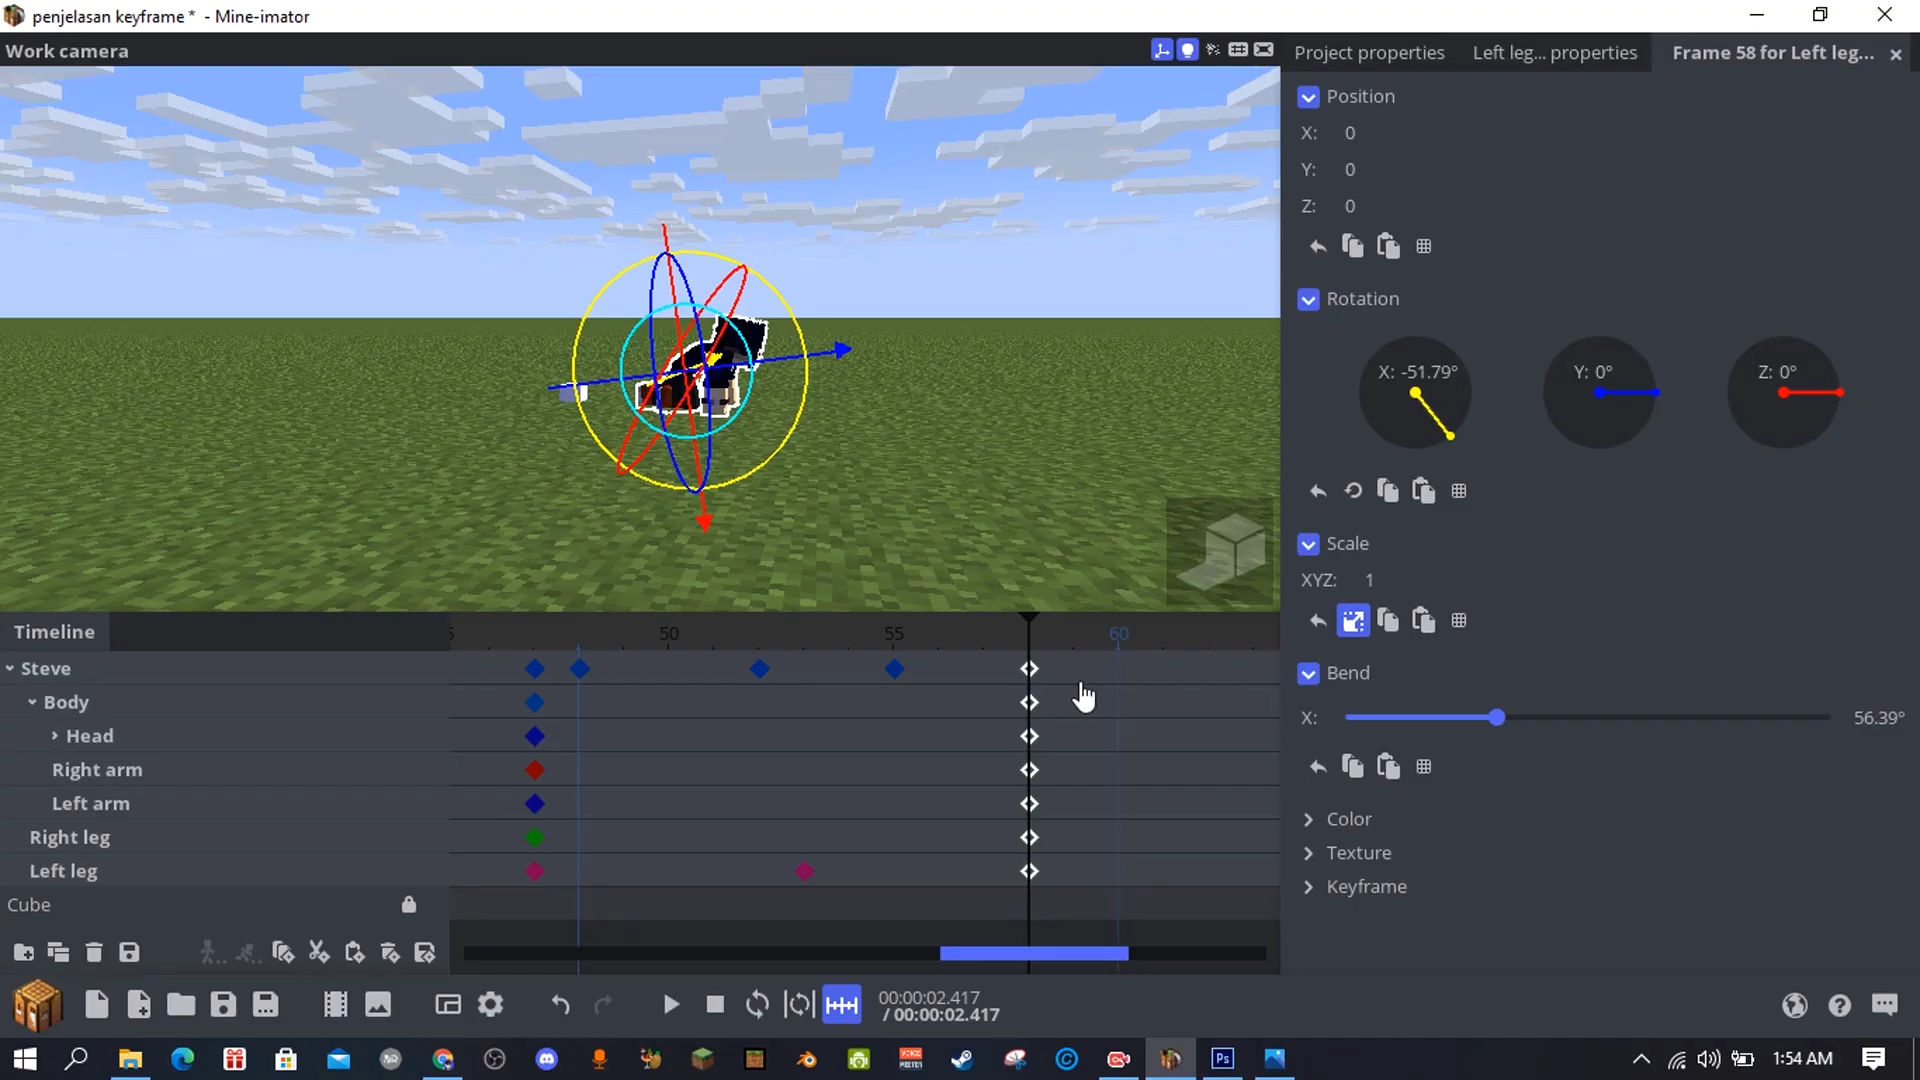 penjelasan keyframe * - Mine-imator
Work camera
Project properties
Left leg... properties
Frame 58 for Left leg...
Position
X: 0
Y: 0
Z: 0
Rotation
X: -51.79°
Y: 0°
Z: 0°
Scale
XYZ: 1
Bend
X: 56.39°
Color
Texture
Keyframe
Timeline
50
55
60
Steve
Body
Head
Right arm
Left arm
Right leg
Left leg
Cube
00:00:02.417
/ 00:00:02.417
Ps
1:54 AM